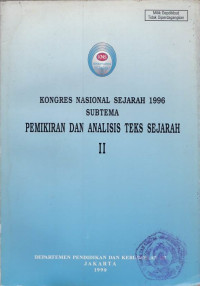 Milik Depdikbud
Tidak Diperdagangkan
KONGRES NASIONAL SEJARAH 1996
SUBTEMA
PEMIKIRAN DAN ANALISIS TEKS SEJARAH
II
DEPARTEMEN PENDIDIKAN DAN KEBUDAYAAN
JAKARTA